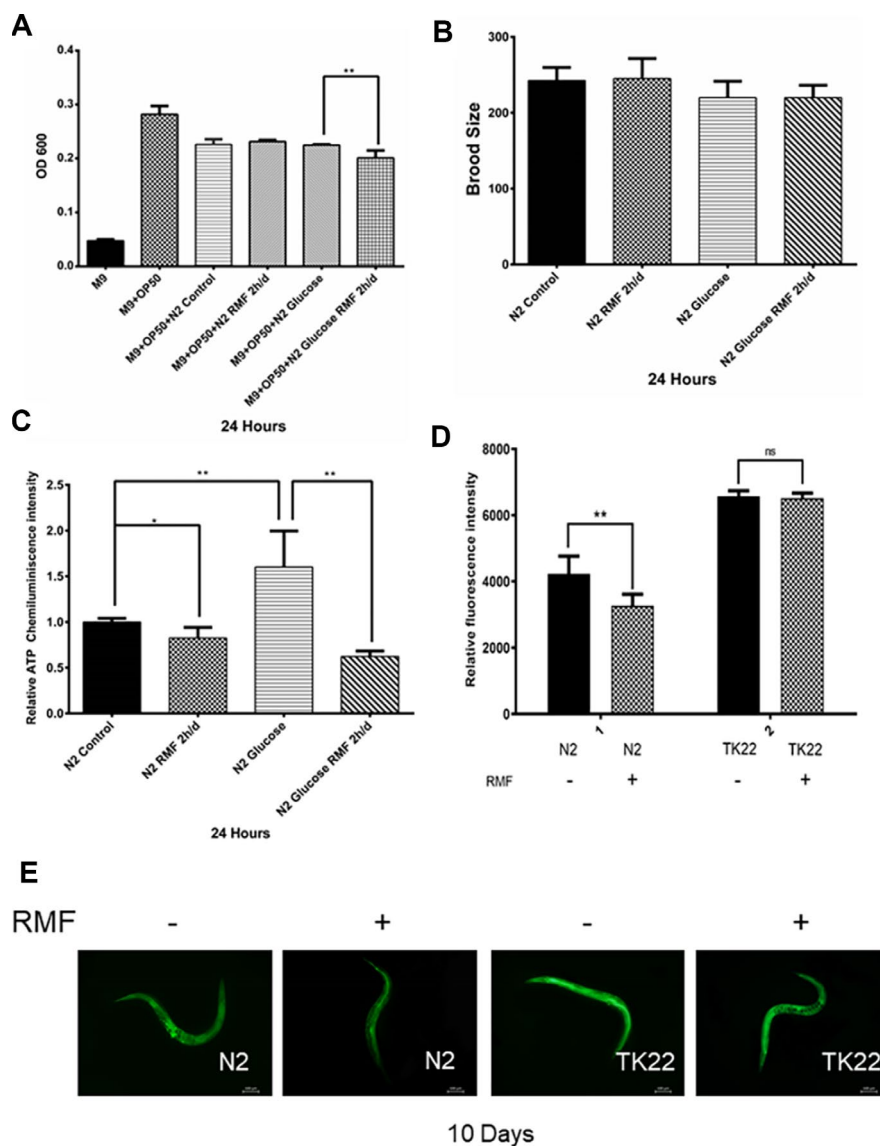 A
OD 600
0.4
0.3
0.2
0.1
0.0
**
M9
M9+OP50
M9+OP50+N2 Control
M9+OP50+N2 RMF 2h/d
M9+OP50+N2 Glucose
M9+OP50+N2 Glucose RMF 2h/d
24 Hours
B
Brood Size
300
200
100
0
N2 Control
N2 RMF 2h/d
N2 Glucose
N2 Glucose RMF 2h/d
24 Hours
C
Relative ATP Chemiluminiscence intensity
2.5
2.0
1.5
1.0
0.5
0.0
**
**
*
N2 Control
N2 RMF 2h/d
N2 Glucose
N2 Glucose RMF 2h/d
24 Hours
D
Relative fluorescence intensity
8000
6000
4000
2000
0
**
ns
1
2
N2
N2
TK22
TK22
RMF
-
+
-
+
E
RMF
-
+
-
+
N2
N2
TK22
TK22
10 Days